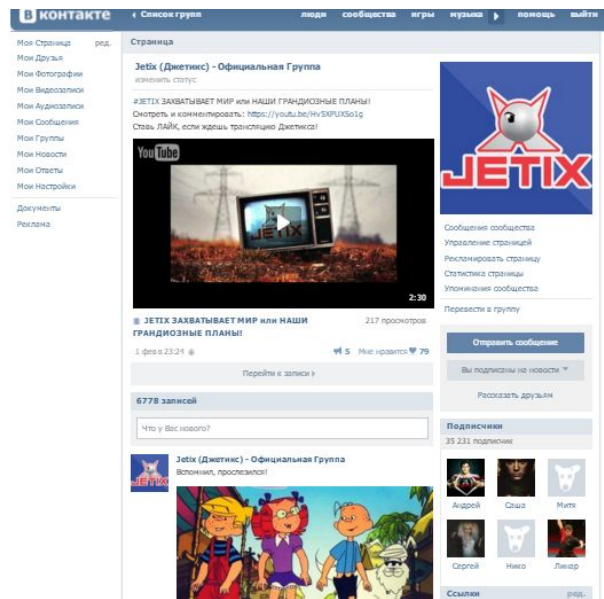 В контакте
Список групп
люди сообщества игры музыка помощь выйти
Моя Страница ред.
Мои Друзья
Мои Фотографии
Мои Видеозаписи
Мои Аудиозаписи
Мои Сообщения
Мои Группы
Мои Новости
Мои Ответы
Мои Настройки
Документы
Реклама
Страница
Jetix (Джетикс) - Официальная Группа
изменить статус
#JETIX ЗАХВАТЫВАЕТ МИР или НАШИ ГРАНДИОЗНЫЕ ПЛАНЫ!
Смотреть и комментировать: https://youtu.be/Hv5XPUXSo1g
Ставь ЛАЙК, если ждешь трансляцию Джетикса!
YouTube
JETIX
2:30
JETIX ЗАХВАТЫВАЕТ МИР или НАШИ
ГРАНДИОЗНЫЕ ПЛАНЫ!
217 просмотров
1 фев в 23:24
5 Мне нравится 79
Перейти к записи
6778 записей
Что у Вас нового?
Jetix (Джетикс) - Официальная Группа
Вспомнил, прослезился!
JETIX
JETIX
Сообщения сообщества
Управление страницей
Рекламировать страницу
Статистика страницы
Упоминания сообщества
Перевести в группу
Отправить сообщение
Вы подписаны на новости
Рассказать друзьям
Подписчики
35 231 подписчик
Андрей Саша Митя
Сергей Нико Линар
Ссылки ред.